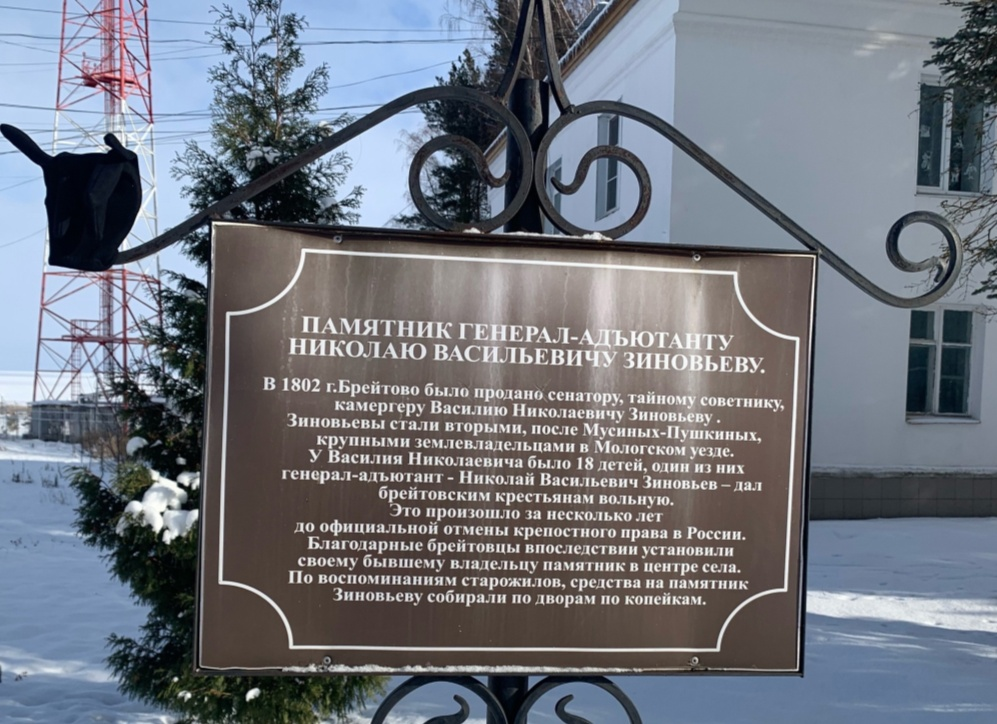 ПАМЯТНИК ГЕНЕРАЛ-АДЪЮТАНТУ
НИКОЛАЮ ВАСИЛЬЕВИЧУ ЗИНОВЬЕВУ.
В 1802 г.Брейтово было продано сенатору, тайному советнику,
камергеру Василию Николаевичу Зиновьеву .
Зиновьевы стали вторыми, после Мусиных-Пушкиных,
крупными землевладельцами в Мологском уезде.
У Василия Николаевича было 18 детей, один из них
генерал-адъютант - Николай Васильевич Зиновьев – дал
брейтовским крестьянам вольную.
Это произошло за несколько лет
до официальной отмены крепостного права в России.
Благодарные брейтовцы впоследствии установили
своему бывшему владельцу памятник в центре села.
По воспоминаниям старожилов, средства на памятник
Зиновьеву собирали по дворам по копейкам.